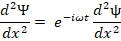 d²Ψ/dx² = e^{-iωt} d²ψ/dx²